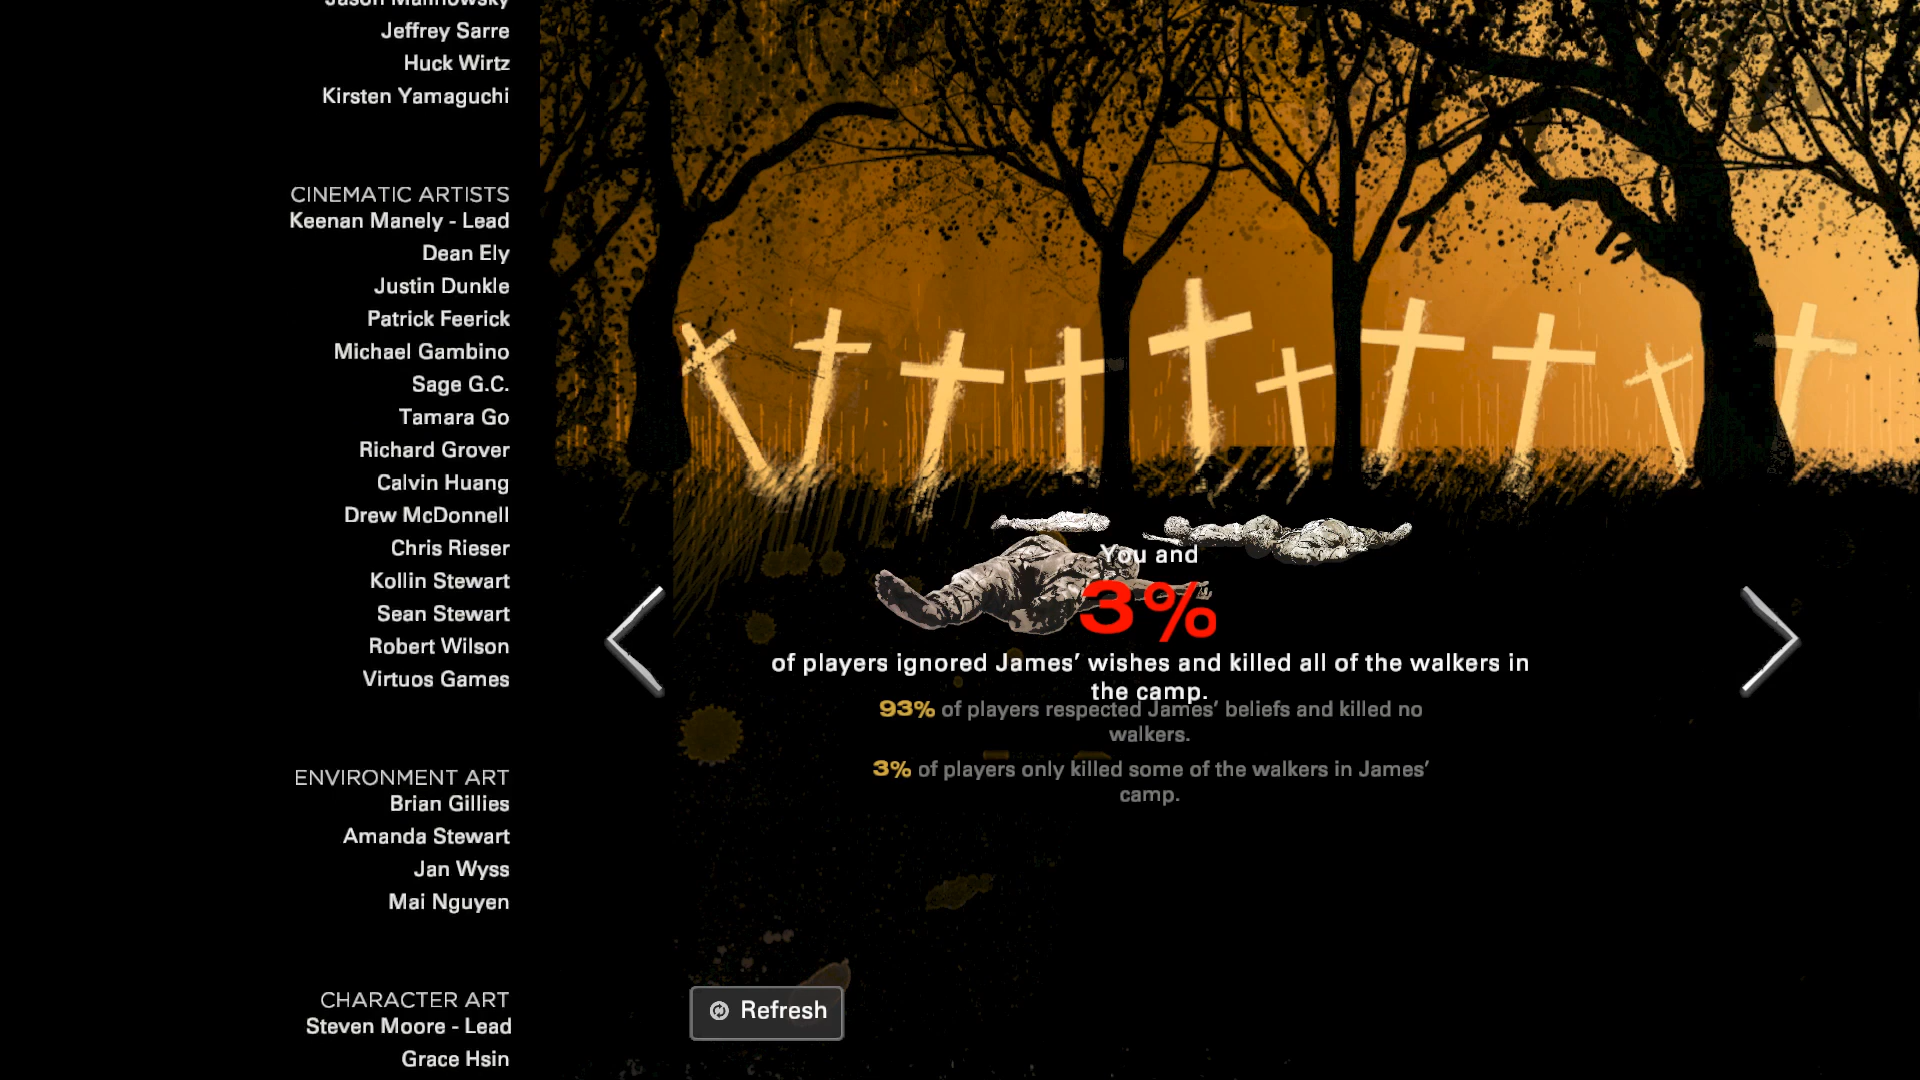 Jason Malinowsky
Jeffrey Sarre
Huck Wirtz
Kirsten Yamaguchi
CINEMATIC ARTISTS
Keenan Manely - Lead
Dean Ely
Justin Dunkle
Patrick Feerick
Michael Gambino
Sage G.C.
Tamara Go
Richard Grover
Calvin Huang
Drew McDonnell
Chris Rieser
Kollin Stewart
Sean Stewart
Robert Wilson
Virtuos Games
ENVIRONMENT ART
Brian Gillies
Amanda Stewart
Jan Wyss
Mai Nguyen
CHARACTER ART
Steven Moore - Lead
Grace Hsin
You and
3%
of players ignored James' wishes and killed all of the walkers in
the camp.
93% of players respected James' beliefs and killed no
walkers.
3% of players only killed some of the walkers in James'
camp.
Refresh